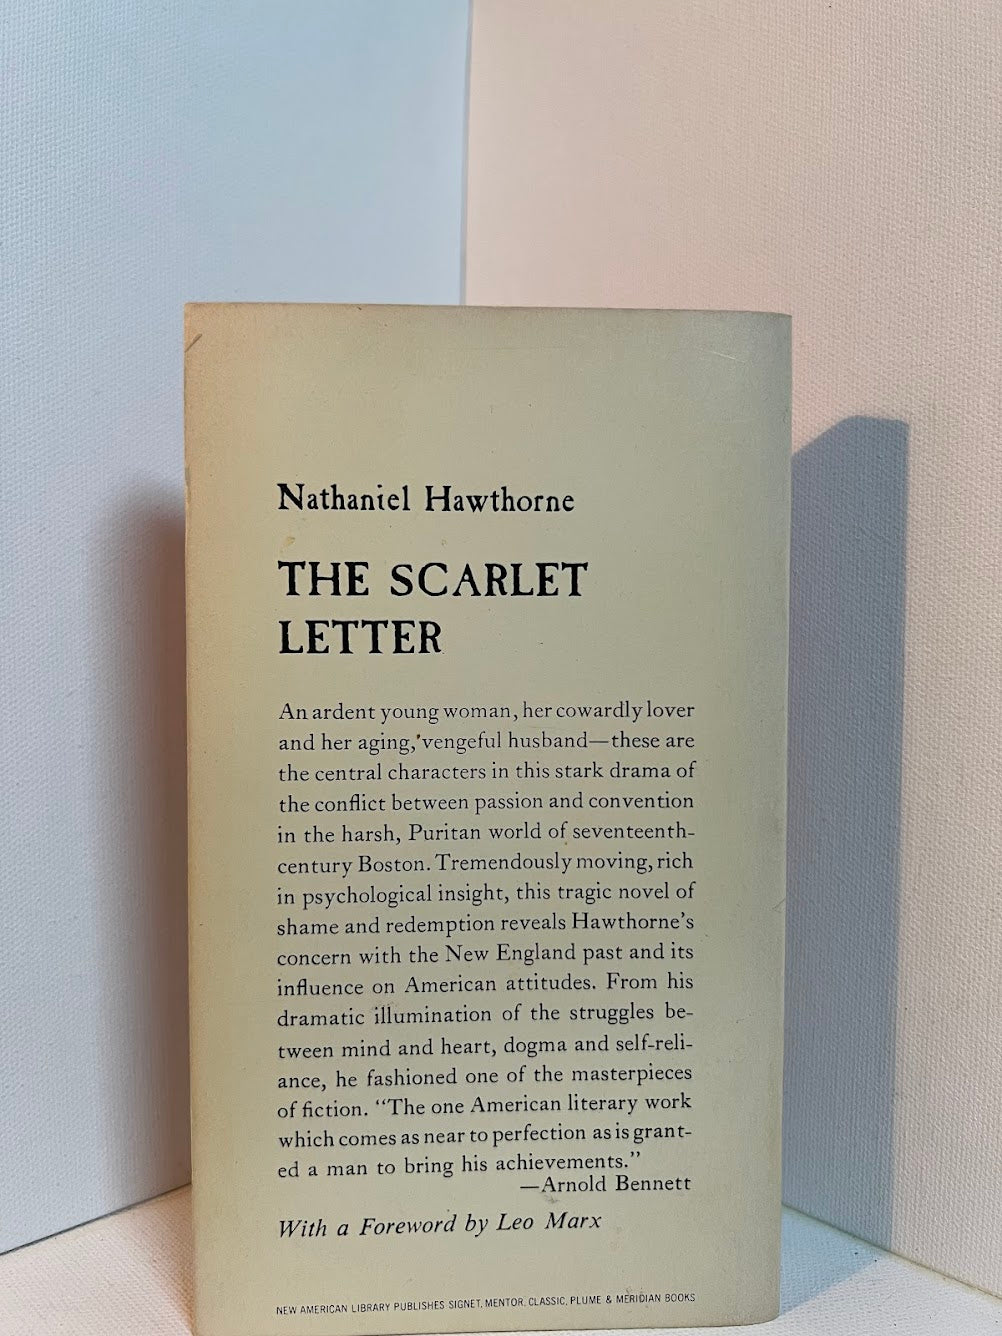 Nathaniel Hawthorne
THE SCARLET
LETTER
An ardent young woman, her cowardly lover
and her aging, vengeful husband—these are
the central characters in this stark drama of
the conflict between passion and convention
in the harsh, Puritan world of seventeenth-
century Boston. Tremendously moving, rich
in psychological insight, this tragic novel of
shame and redemption reveals Hawthorne's
concern with the New England past and its
influence on American attitudes. From his
dramatic illumination of the struggles be-
tween mind and heart, dogma and self-reli-
ance, he fashioned one of the masterpieces
of fiction. “The one American literary work
which comes as near to perfection as is grant-
ed a man to bring his achievements.”
—Arnold Bennett
With a Foreword by Leo Marx
NEW AMERICAN LIBRARY PUBLISHES SIGNET, MENTOR, CLASSIC, PLUME & MERIDIAN BOOKS